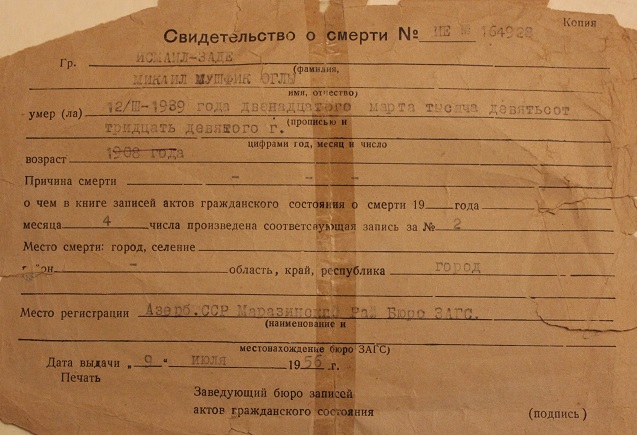 Копия
Свидетельство о смерти № ИЕ № 164928
Гр. ИСМАИЛ-ЗАДЕ
(фамилия,
МИКАИЛ МУШФИК ОГЛЫ
имя, отчество)
умер (ла) 12/III-1939 года двенадцатого марта тысяча девятьсот
(прописью и
тридцать девятого г.
цифрами год, месяц и число
возраст 1908 года
Причина смерти - - -
о чем в книге записей актов гражданского состояния о смерти 19 года
месяца 4 числа произведена соответствующая запись за № 2
Место смерти: город, селение
- область, край, республика город
Место регистрации Азерб.ССР Маразинского Рай Бюро ЗАГС.
(наименование и
местонахождение бюро ЗАГС)
Дата выдачи „ 9 " июля 1956 г.
Печать
Заведующий бюро записей
актов гражданского состояния (подпись)